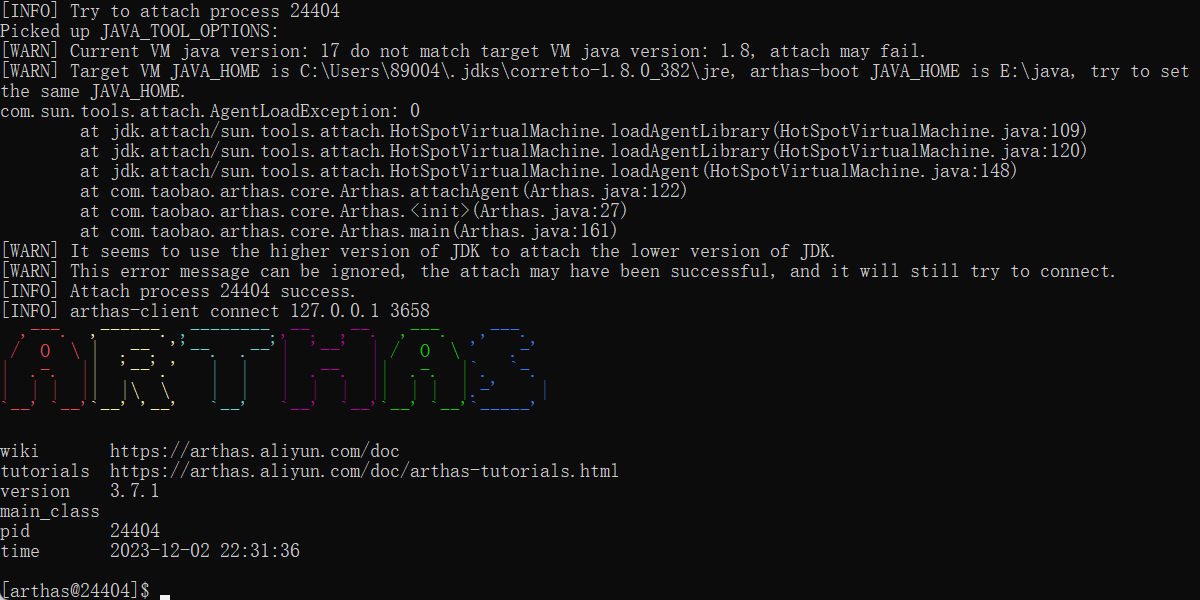 [INFO] Try to attach process 24404
Picked up JAVA_TOOL_OPTIONS:
[WARN] Current VM java version: 17 do not match target VM java version: 1.8, attach may fail.
[WARN] Target VM JAVA_HOME is C:\Users\89004\.jdks\corretto-1.8.0_382\jre, arthas-boot JAVA_HOME is E:\java, try to set
the same JAVA_HOME.
com.sun.tools.attach.AgentLoadException: 0
        at jdk.attach/sun.tools.attach.HotSpotVirtualMachine.loadAgentLibrary(HotSpotVirtualMachine.java:109)
        at jdk.attach/sun.tools.attach.HotSpotVirtualMachine.loadAgentLibrary(HotSpotVirtualMachine.java:120)
        at jdk.attach/sun.tools.attach.HotSpotVirtualMachine.loadAgent(HotSpotVirtualMachine.java:148)
        at com.taobao.arthas.core.Arthas.attachAgent(Arthas.java:122)
        at com.taobao.arthas.core.Arthas.<init>(Arthas.java:27)
        at com.taobao.arthas.core.Arthas.main(Arthas.java:161)
[WARN] It seems to use the higher version of JDK to attach the lower version of JDK.
[WARN] This error message can be ignored, the attach may have been successful, and it will still try to connect.
[INFO] Attach process 24404 success.
[INFO] arthas-client connect 127.0.0.1 3658
ARTHAS
wiki       https://arthas.aliyun.com/doc
tutorials  https://arthas.aliyun.com/doc/arthas-tutorials.html
version    3.7.1
main_class
pid        24404
time       2023-12-02 22:31:36
[arthas@24404]$